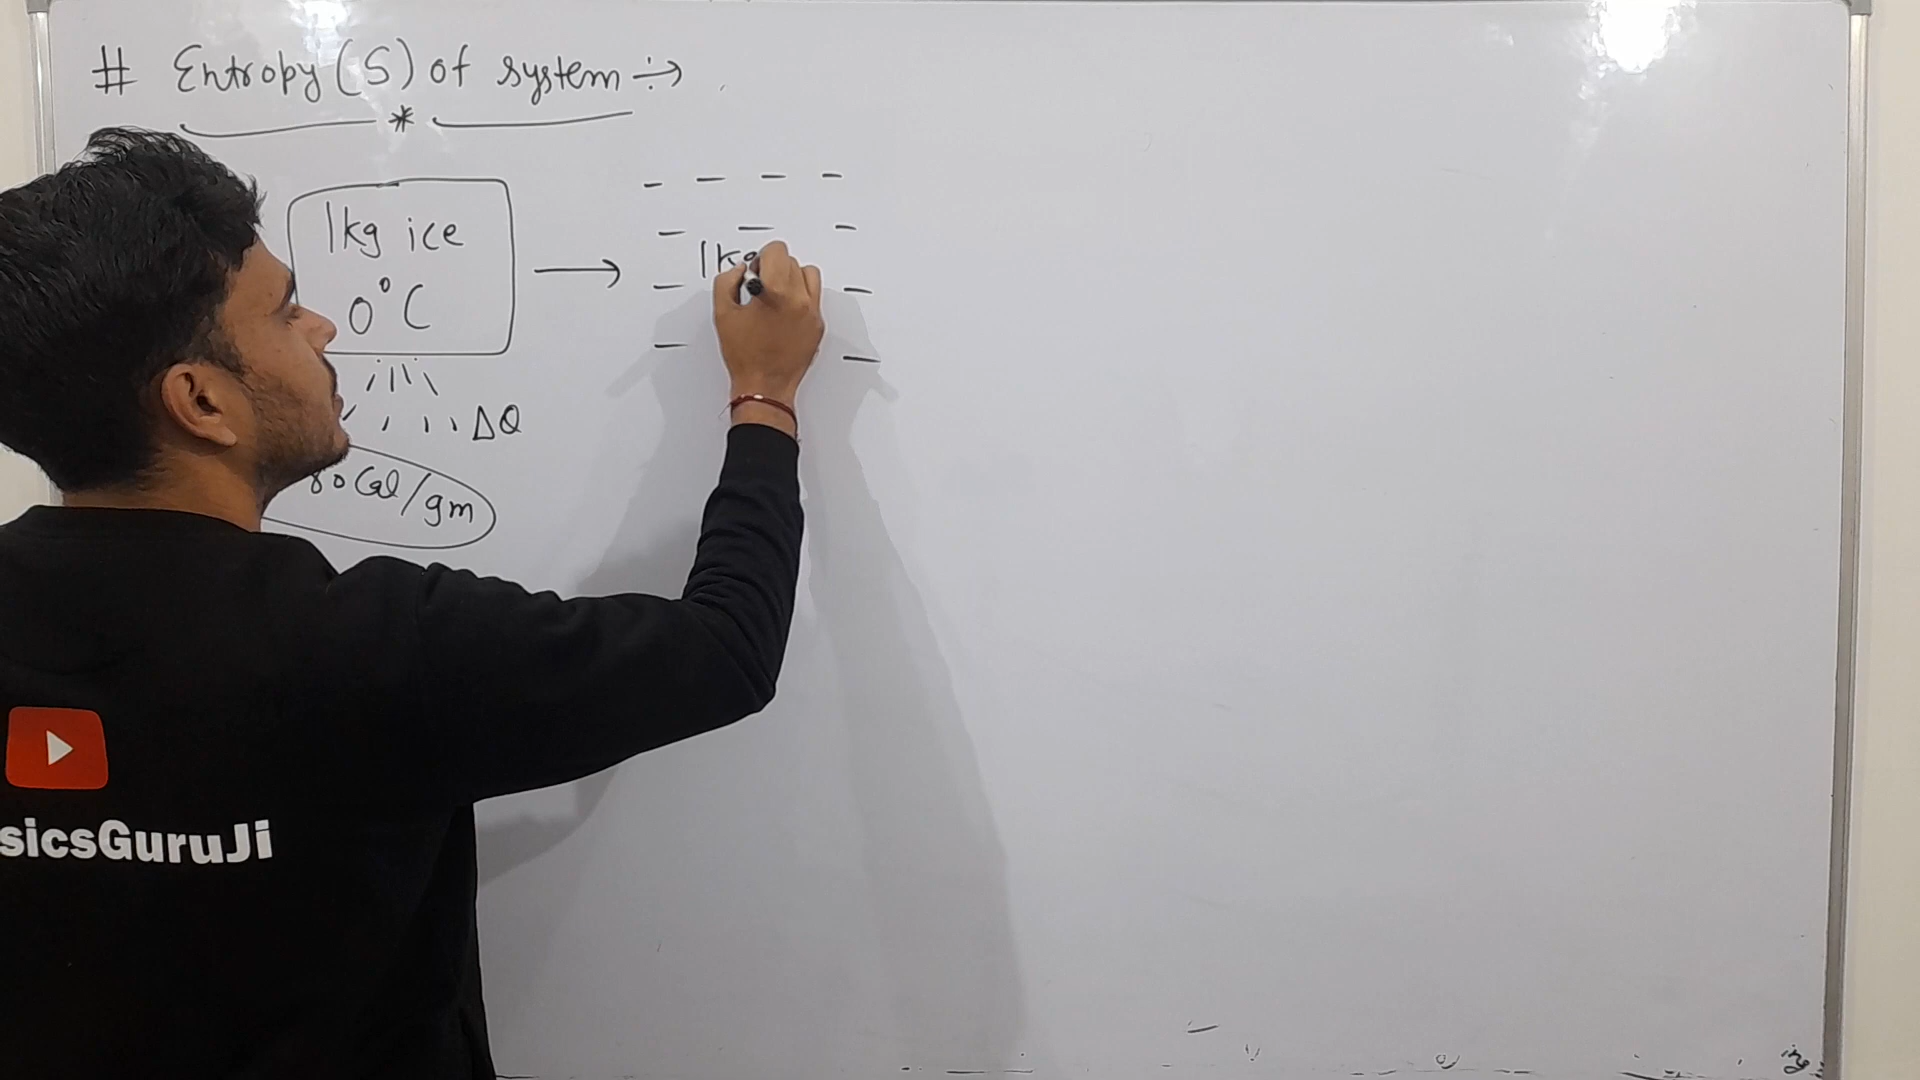 # Entropy (S) of system ÷→
*
1kg ice
0°C
→
1kg
ΔQ
80 Cal/gm
sicsGuruJi